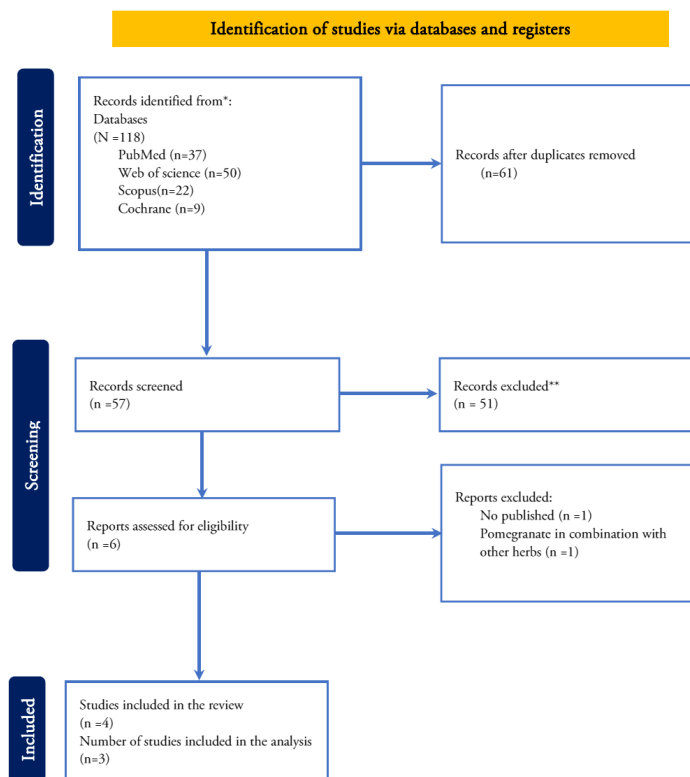 Identification of studies via databases and registers
Identification
Records identified from*:
Databases
(N =118)
PubMed (n=37)
Web of science (n=50)
Scopus(n=22)
Cochrane (n=9)
Records after duplicates removed
(n=61)
Screening
Records screened
(n =57)
Records excluded**
(n = 51)
Reports assessed for eligibility
(n =6)
Reports excluded:
No published (n =1)
Pomegranate in combination with
other herbs (n =1)
Included
Studies included in the review
(n =4)
Number of studies included in the analysis
(n=3)